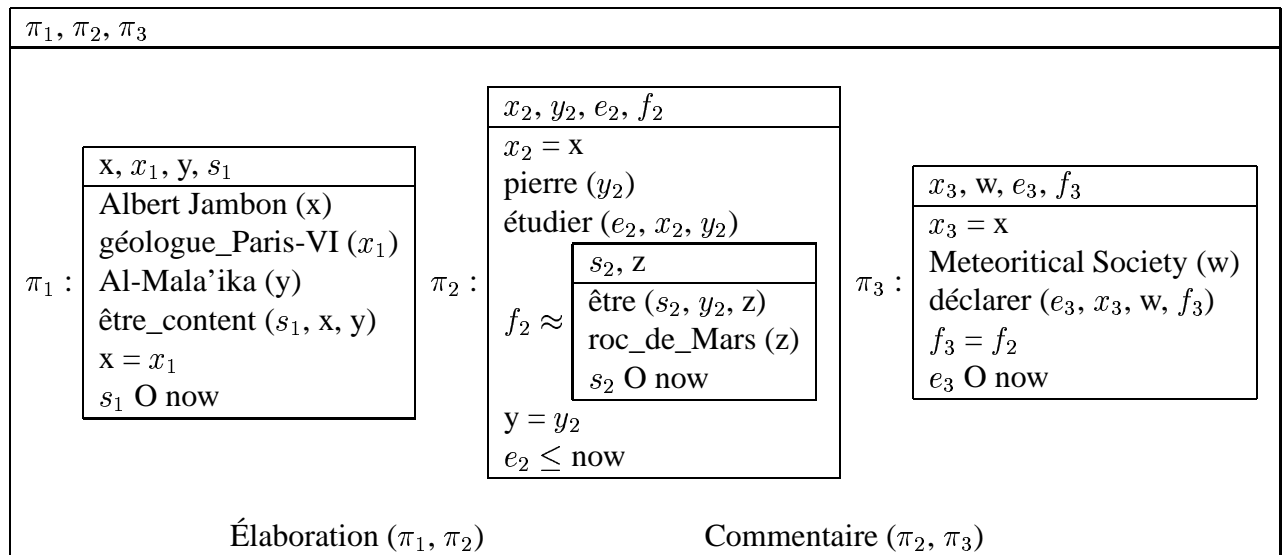 π₁, π₂, π₃
π₁ :
x, x₁, y, s₁
Albert Jambon (x)
géologue_Paris-VI (x₁)
Al-Mala'ika (y)
être_content (s₁, x, y)
x = x₁
s₁ O now
π₂ :
x₂, y₂, e₂, f₂
x₂ = x
pierre (y₂)
étudier (e₂, x₂, y₂)
f₂ ≈
s₂, z
être (s₂, y₂, z)
roc_de_Mars (z)
s₂ O now
y = y₂
e₂ ≤ now
π₃ :
x₃, w, e₃, f₃
x₃ = x
Meteoritical Society (w)
déclarer (e₃, x₃, w, f₃)
f₃ = f₂
e₃ O now
Élaboration (π₁, π₂) Commentaire (π₂, π₃)